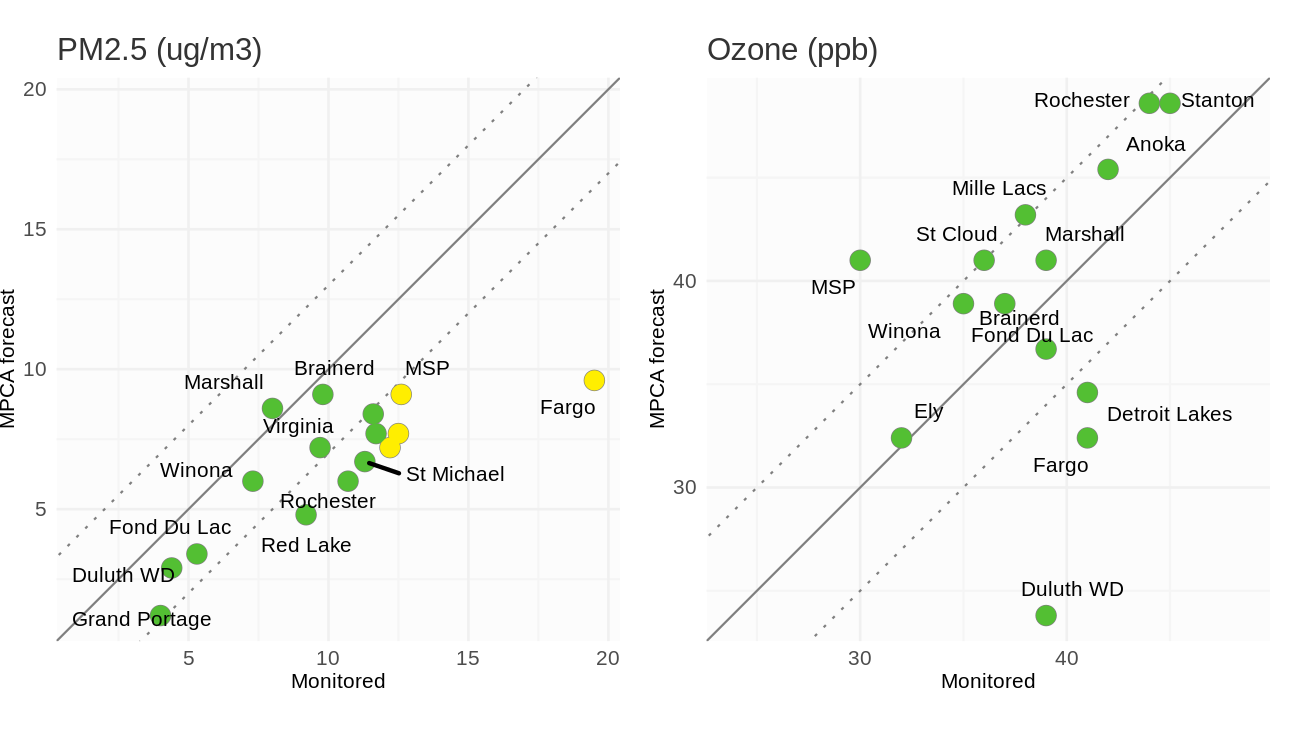 PM2.5 (ug/m3)
20
15
10
5
MPCA forecast
Brainerd
MSP
Marshall
Fargo
Virginia
Winona
St Michael
Rochester
Fond Du Lac
Red Lake
Duluth WD
Grand Portage
5
10
15
20
Monitored
Ozone (ppb)
40
30
MPCA forecast
Rochester
Stanton
Anoka
Mille Lacs
St Cloud
Marshall
MSP
Brainerd
Winona
Fond Du Lac
Ely
Detroit Lakes
Fargo
Duluth WD
30
40
Monitored